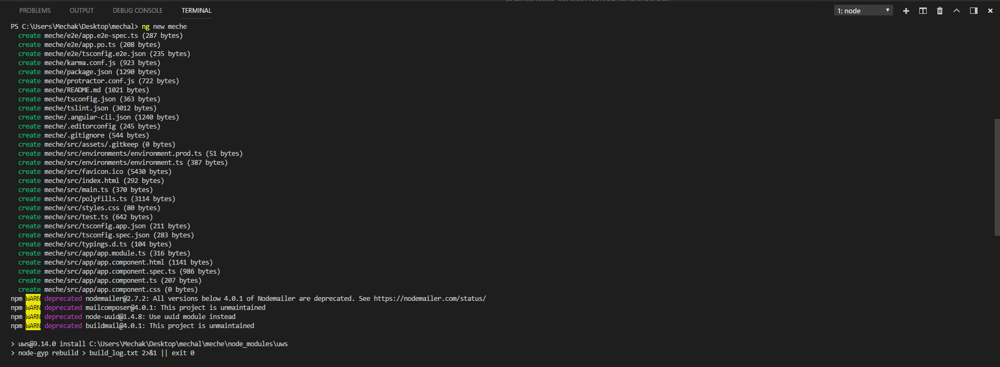 PROBLEMS OUTPUT DEBUG CONSOLE TERMINAL 1: node
PS C:\Users\Mechak\Desktop\mechal> ng new meche
create meche/e2e/app.e2e-spec.ts (287 bytes)
create meche/e2e/app.po.ts (208 bytes)
create meche/e2e/tsconfig.e2e.json (235 bytes)
create meche/karma.conf.js (923 bytes)
create meche/package.json (1290 bytes)
create meche/protractor.conf.js (722 bytes)
create meche/README.md (1021 bytes)
create meche/tsconfig.json (363 bytes)
create meche/tslint.json (3012 bytes)
create meche/.angular-cli.json (1240 bytes)
create meche/.editorconfig (245 bytes)
create meche/.gitignore (544 bytes)
create meche/src/assets/.gitkeep (0 bytes)
create meche/src/environments/environment.prod.ts (51 bytes)
create meche/src/environments/environment.ts (387 bytes)
create meche/src/favicon.ico (5430 bytes)
create meche/src/index.html (292 bytes)
create meche/src/main.ts (370 bytes)
create meche/src/polyfills.ts (3114 bytes)
create meche/src/styles.css (80 bytes)
create meche/src/test.ts (642 bytes)
create meche/src/tsconfig.app.json (211 bytes)
create meche/src/tsconfig.spec.json (283 bytes)
create meche/src/typings.d.ts (104 bytes)
create meche/src/app/app.module.ts (316 bytes)
create meche/src/app/app.component.html (1141 bytes)
create meche/src/app/app.component.spec.ts (986 bytes)
create meche/src/app/app.component.ts (207 bytes)
create meche/src/app/app.component.css (0 bytes)
npm WARN deprecated nodemailer@2.7.2: All versions below 4.0.1 of Nodemailer are deprecated. See https://nodemailer.com/status/
npm WARN deprecated mailcomposer@4.0.1: This project is unmaintained
npm WARN deprecated node-uuid@1.4.8: Use uuid module instead
npm WARN deprecated buildmail@4.0.1: This project is unmaintained
> uws@9.14.0 install C:\Users\Mechak\Desktop\mechal\meche\node_modules\uws
> node-gyp rebuild > build_log.txt 2>&1 || exit 0